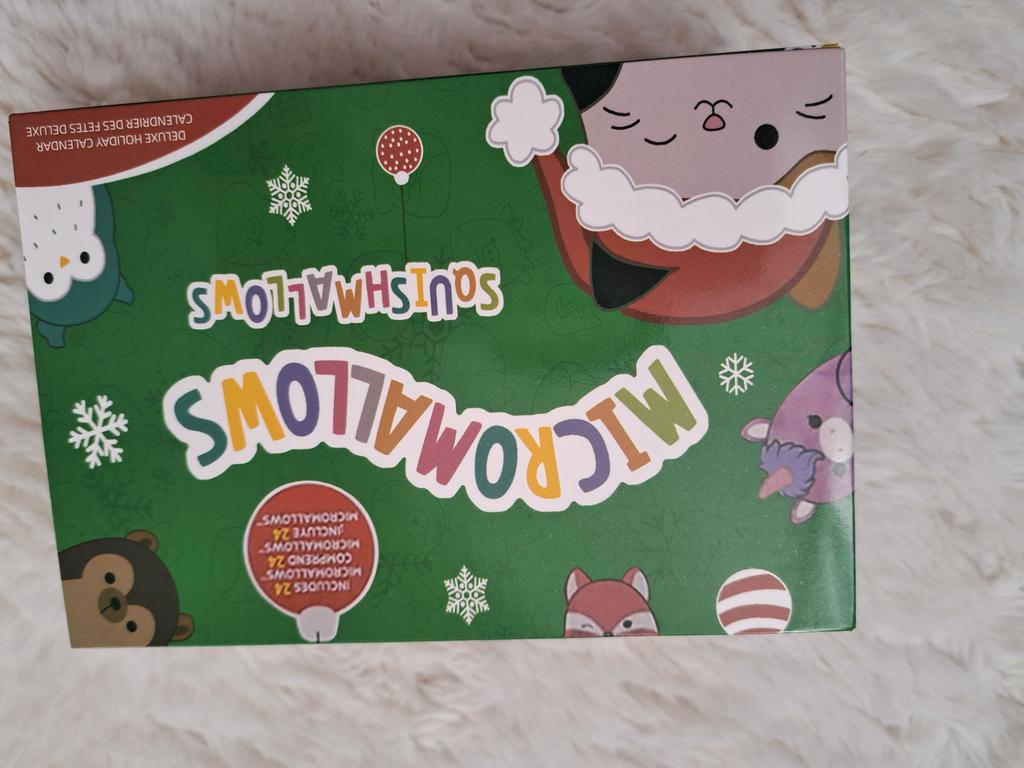 INCLUDES 24
MICROMALLOWS™
COMPREND 24
MICROMALLOWS™
¡INCLUYE 24
MICROMALLOWS™
MICROMALLOWS
SQUISHMALLOWS
DELUXE HOLIDAY CALENDAR
CALENDRIER DES FETES DELUXE